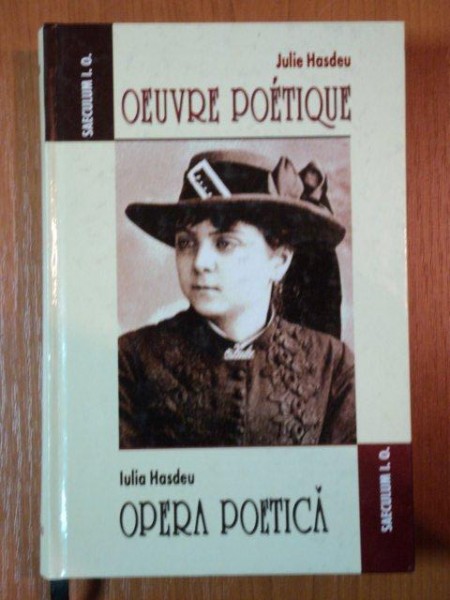 SAECULUM I. O.
Julie Hasdeu
OEUVRE POÉTIQUE
Iulia Hasdeu
OPERA POETICĂ
SAECULUM I. O.